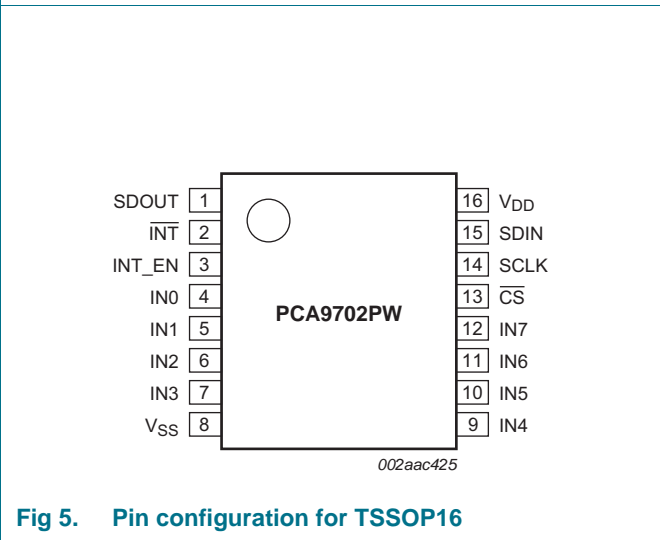 SDOUT 1 16 VDD
INT 2 15 SDIN
INT_EN 3 14 SCLK
IN0 4 13 CS
IN1 5 PCA9702PW 12 IN7
IN2 6 11 IN6
IN3 7 10 IN5
VSS 8 9 IN4
002aac425
Fig 5. Pin configuration for TSSOP16